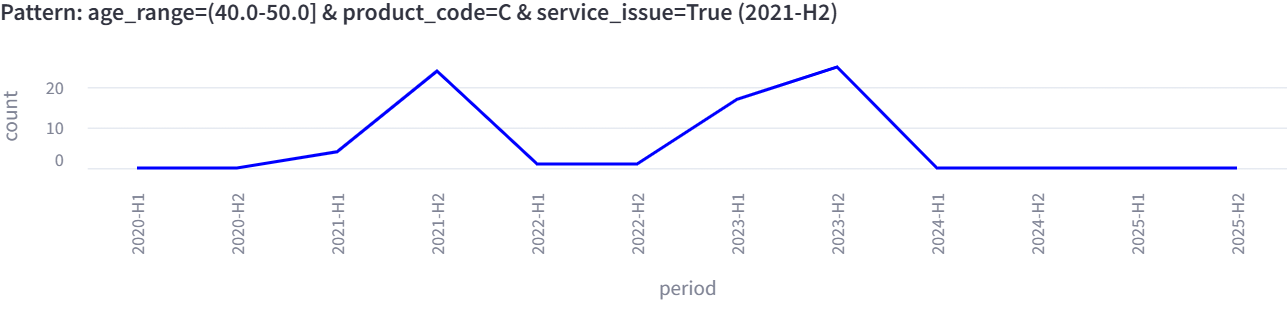 Pattern: age_range=(40.0-50.0] & product_code=C & service_issue=True (2021-H2)
count
20
10
0
2020-H1
2020-H2
2021-H1
2021-H2
2022-H1
2022-H2
2023-H1
2023-H2
2024-H1
2024-H2
2025-H1
2025-H2
period